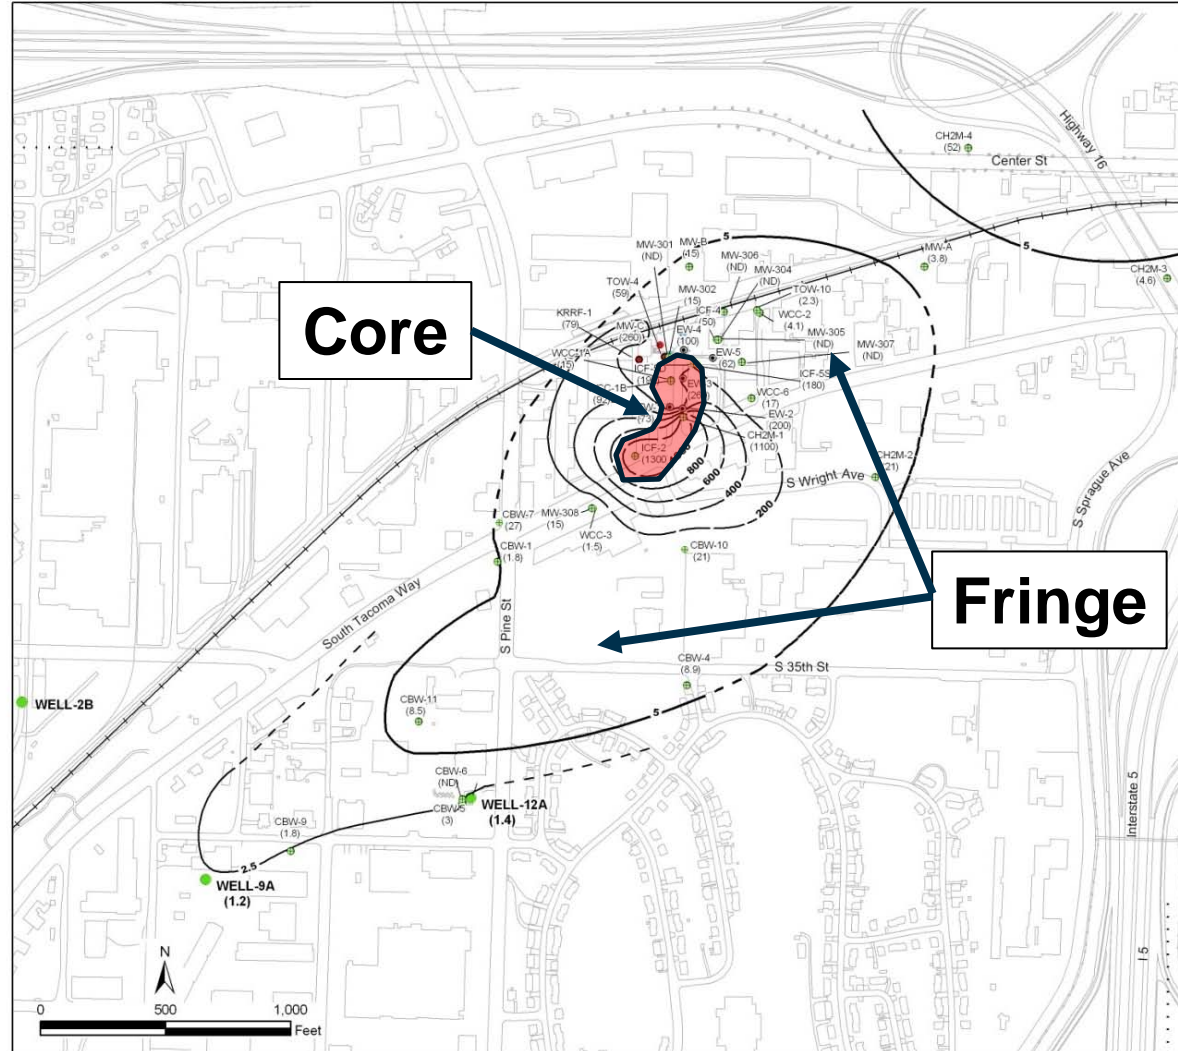 Highway 16
CH2M-4
(52)
Center St
5
5
MW-B
(15)
MW-301
(ND)
MW-306
(ND)
MW-304
(ND)
MW-A
(3.8)
CH2M-3
(4.6)
TOW-4
(59)
MW-302
(15)
TOW-10
(2.3)
KRRF-1
(79)
ICF-4
(50)
WCC-2
(4.1)
MW-C
(260)
EW-4
(100)
MW-305
(ND)
MW-307
(ND)
Core
EW-5
(62)
ICF-5S
(180)
WCC-6
(17)
EW-2
(200)
(73)
CH2M-1
(1100)
ICF-2
(1300
800
600
400
200
CH2M-2
(21)
S Wright Ave
S Sprague Ave
CBW-7
(27)
MW-308
(15)
WCC-3
(1.5)
CBW-1
(1.8)
CBW-10
(21)
Fringe
South Tacoma Way
S Pine St
CBW-4
(8.9)
S 35th St
WELL-2B
CBW-11
(8.5)
5
CBW-6
(ND)
CBW-5
(3)
WELL-12A
(1.4)
CBW-9
(1.8)
2.5
WELL-9A
(1.2)
Interstate 5
I 5
N
0 500 1,000
Feet